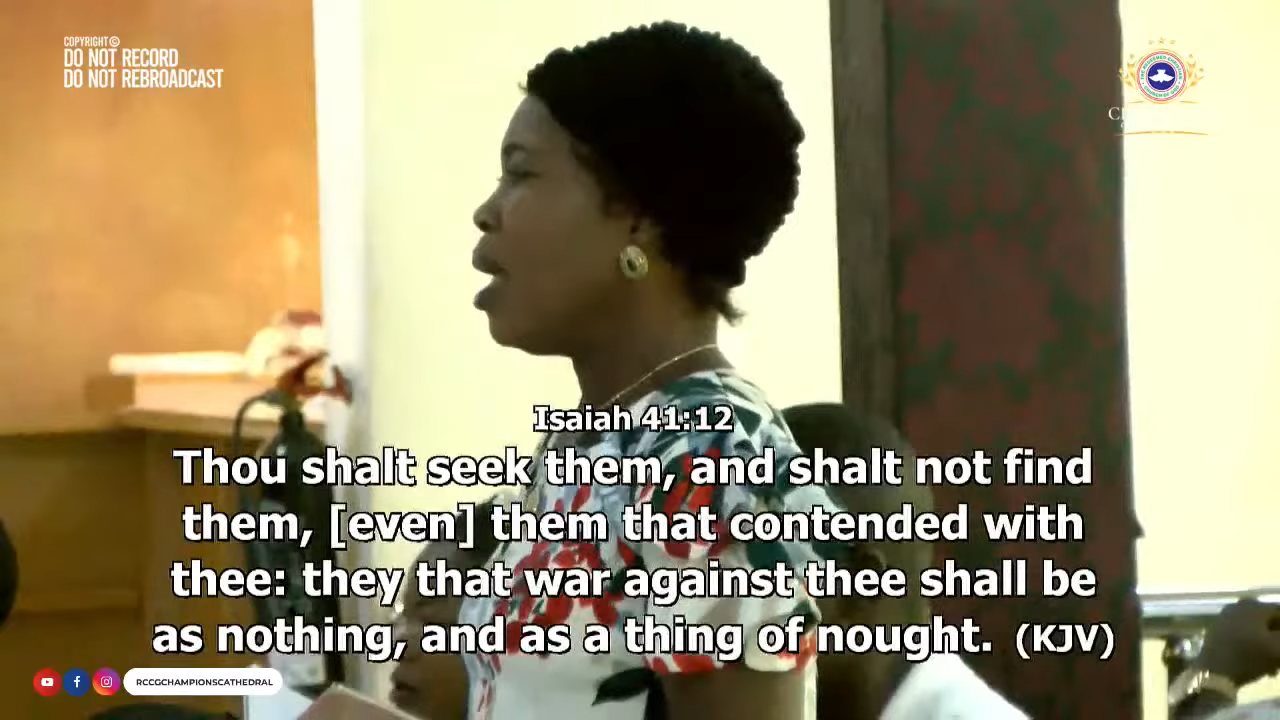 COPYRIGHT©
DO NOT RECORD
DO NOT REBROADCAST
Isaiah 41:12
Thou shalt seek them, and shalt not find
them, [even] them that contended with
thee: they that war against thee shall be
as nothing, and as a thing of nought. (KJV)
RCCGCHAMPIONSCATHEDRAL